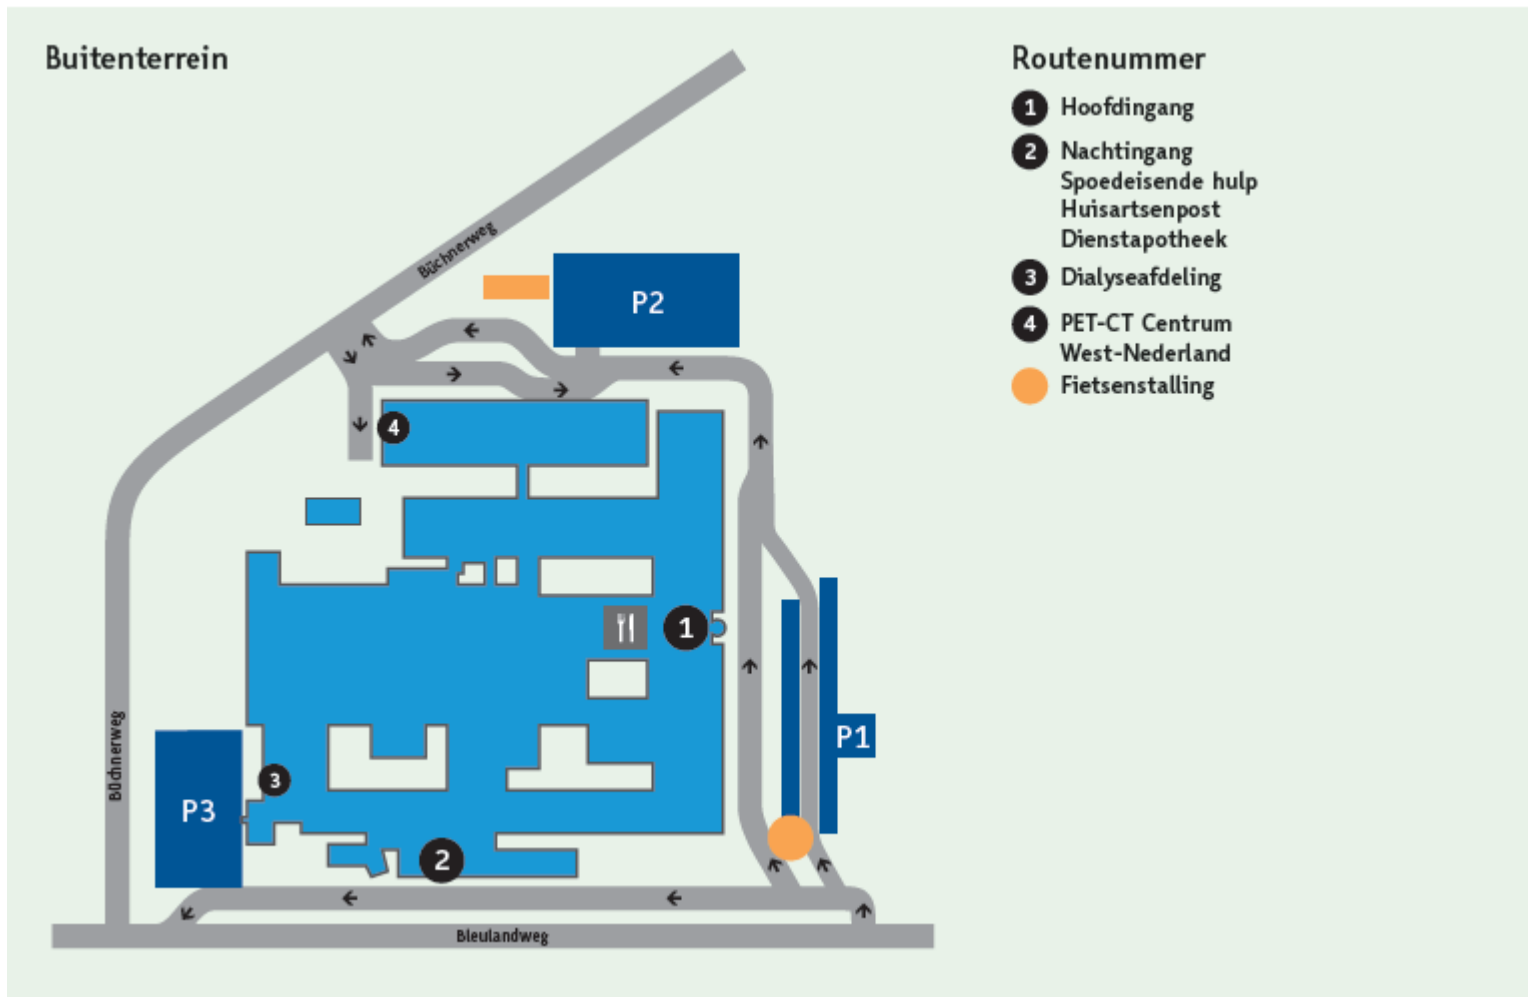 Buitenterrein
Routenummer
1 Hoofdingang
2 Nachtingang
Spoedeisende hulp
Huisartsenpost
Dienstapotheek
3 Dialyseafdeling
4 PET-CT Centrum
West-Nederland
Fietsenstalling
Büchnerweg
P2
4
1
P1
Büchnerweg
3
P3
2
Bleulandweg